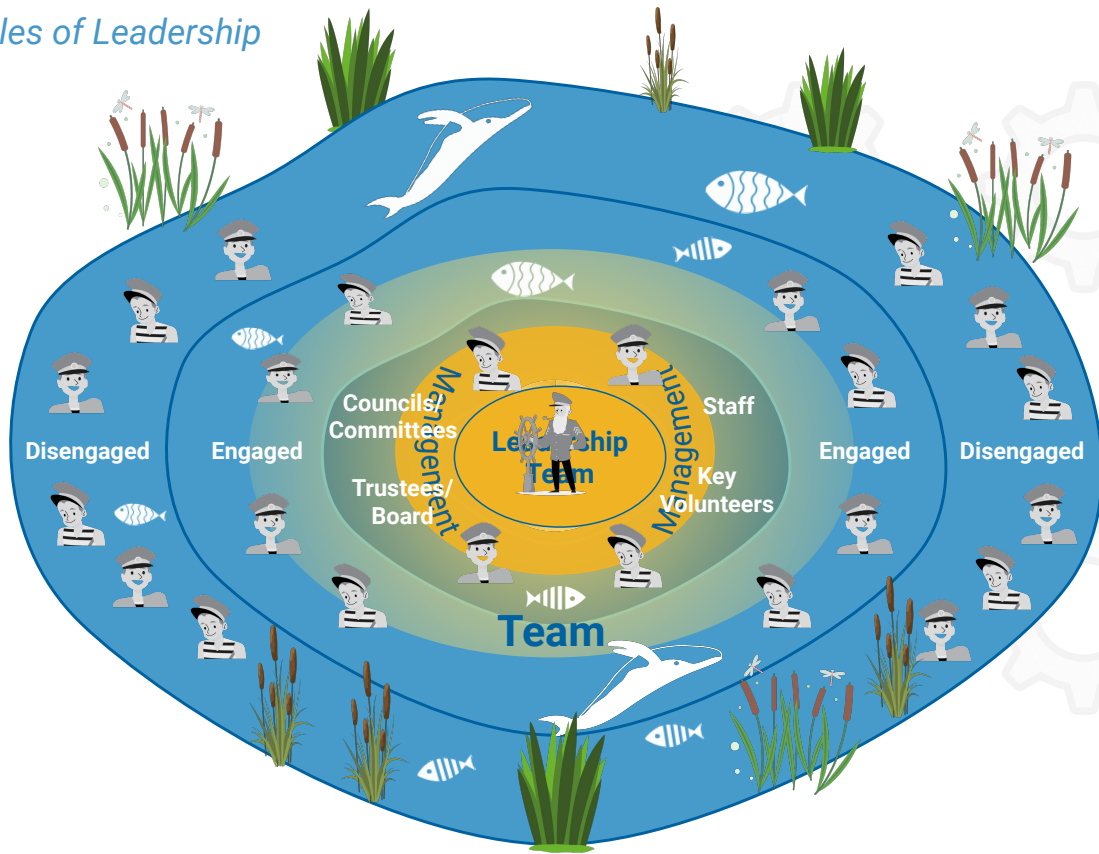 les of Leadership
Management
Management
Councils/
Committees
Staff
Leadership
Team
Disengaged
Engaged
Engaged
Disengaged
Trustees/
Board
Key
Volunteers
Team